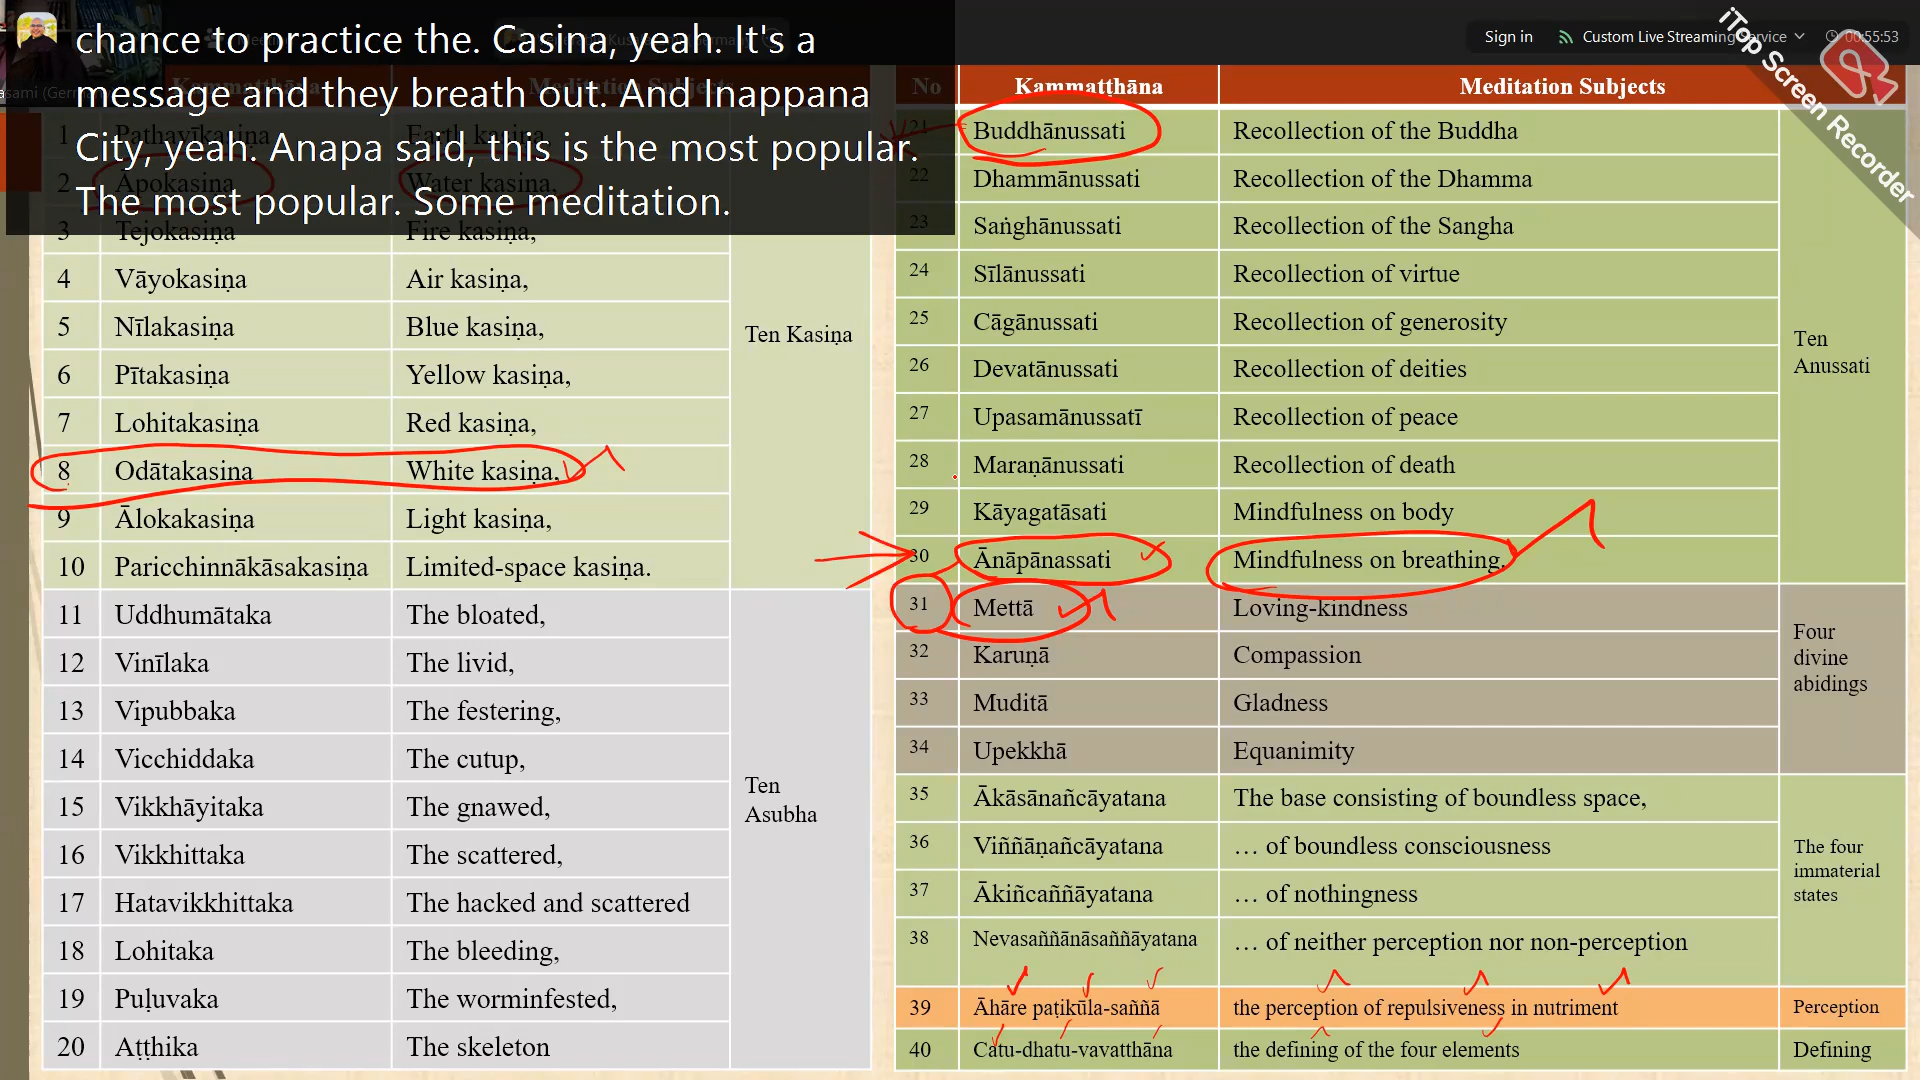 chance to practice the. Casina, yeah. It's a
message and they breath out. And Inappana
City, yeah. Anapa said, this is the most popular.
The most popular. Some meditation.
Sign in
Custom Live Streaming Service
00:55:53
iTop Screen Recorder
Kammaṭṭhāna Meditation Subjects
1 Pathavīkasiṇa Earth kasiṇa,
2 Āpokasiṇa Water kasiṇa,
3 Tejokasiṇa Fire kasiṇa,
4 Vāyokasiṇa Air kasiṇa,
5 Nīlakasiṇa Blue kasiṇa,
6 Pītakasiṇa Yellow kasiṇa,
7 Lohitakasiṇa Red kasiṇa,
8 Odātakasiṇa White kasiṇa,
9 Ālokakasiṇa Light kasiṇa,
10 Paricchinnākāsakasiṇa Limited-space kasiṇa.
Ten Kasiṇa
11 Uddhumātaka The bloated,
12 Vinīlaka The livid,
13 Vipubbaka The festering,
14 Vicchiddaka The cutup,
15 Vikkhāyitaka The gnawed,
16 Vikkhittaka The scattered,
17 Hatavikkhittaka The hacked and scattered
18 Lohitaka The bleeding,
19 Puḷuvaka The worminfested,
20 Aṭṭhika The skeleton
Ten
Asubha
No Kammaṭṭhāna Meditation Subjects
21 Buddhānussati Recollection of the Buddha
22 Dhammānussati Recollection of the Dhamma
23 Saṅghānussati Recollection of the Sangha
24 Sīlānussati Recollection of virtue
25 Cāgānussati Recollection of generosity
26 Devatānussati Recollection of deities
27 Upasamānussatī Recollection of peace
28 Maraṇānussati Recollection of death
29 Kāyagatāsati Mindfulness on body
30 Ānāpānassati Mindfulness on breathing.
Ten
Anussati
31 Mettā Loving-kindness
32 Karuṇā Compassion
33 Muditā Gladness
34 Upekkhā Equanimity
Four
divine
abidings
35 Ākāsānañcāyatana The base consisting of boundless space,
36 Viññāṇañcāyatana … of boundless consciousness
37 Ākiñcaññāyatana … of nothingness
38 Nevasaññānāsaññāyatana … of neither perception nor non-perception
The four
immaterial
states
39 Āhāre paṭikūla-saññā the perception of repulsiveness in nutriment Perception
40 Catu-dhatu-vavatthāna the defining of the four elements Defining